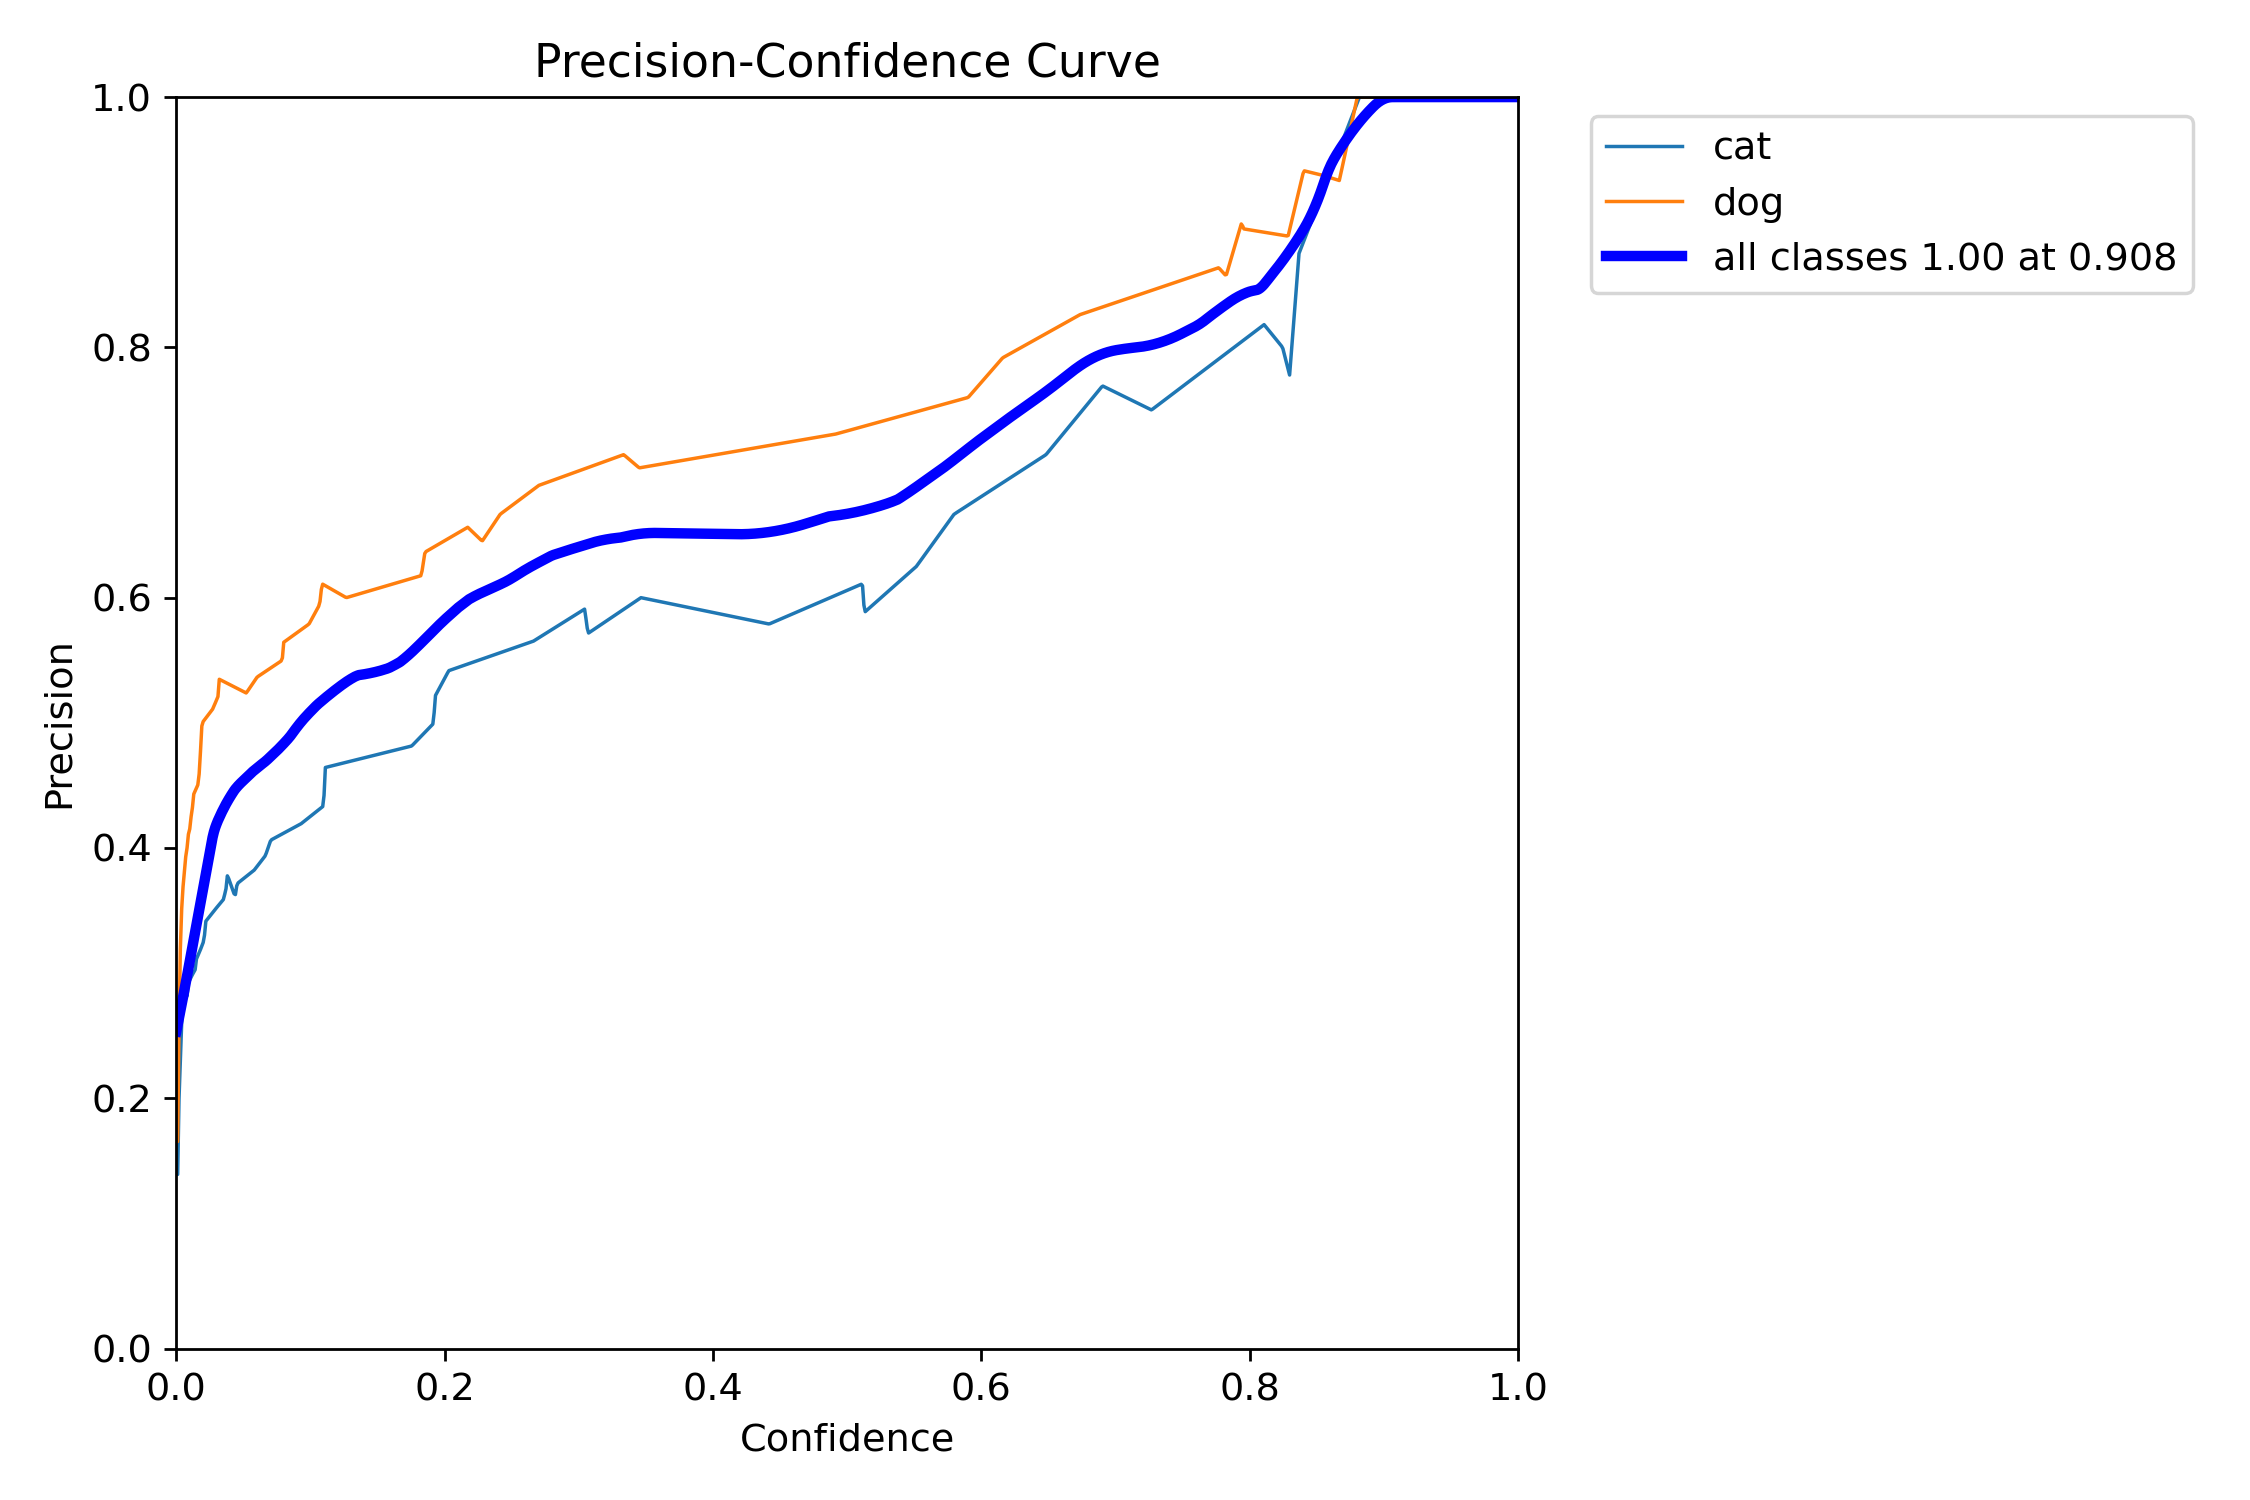 Precision-Confidence Curve
1.0
0.8
0.6
0.4
0.2
0.0
Precision
0.0 0.2 0.4 0.6 0.8 1.0
Confidence
cat
dog
all classes 1.00 at 0.908